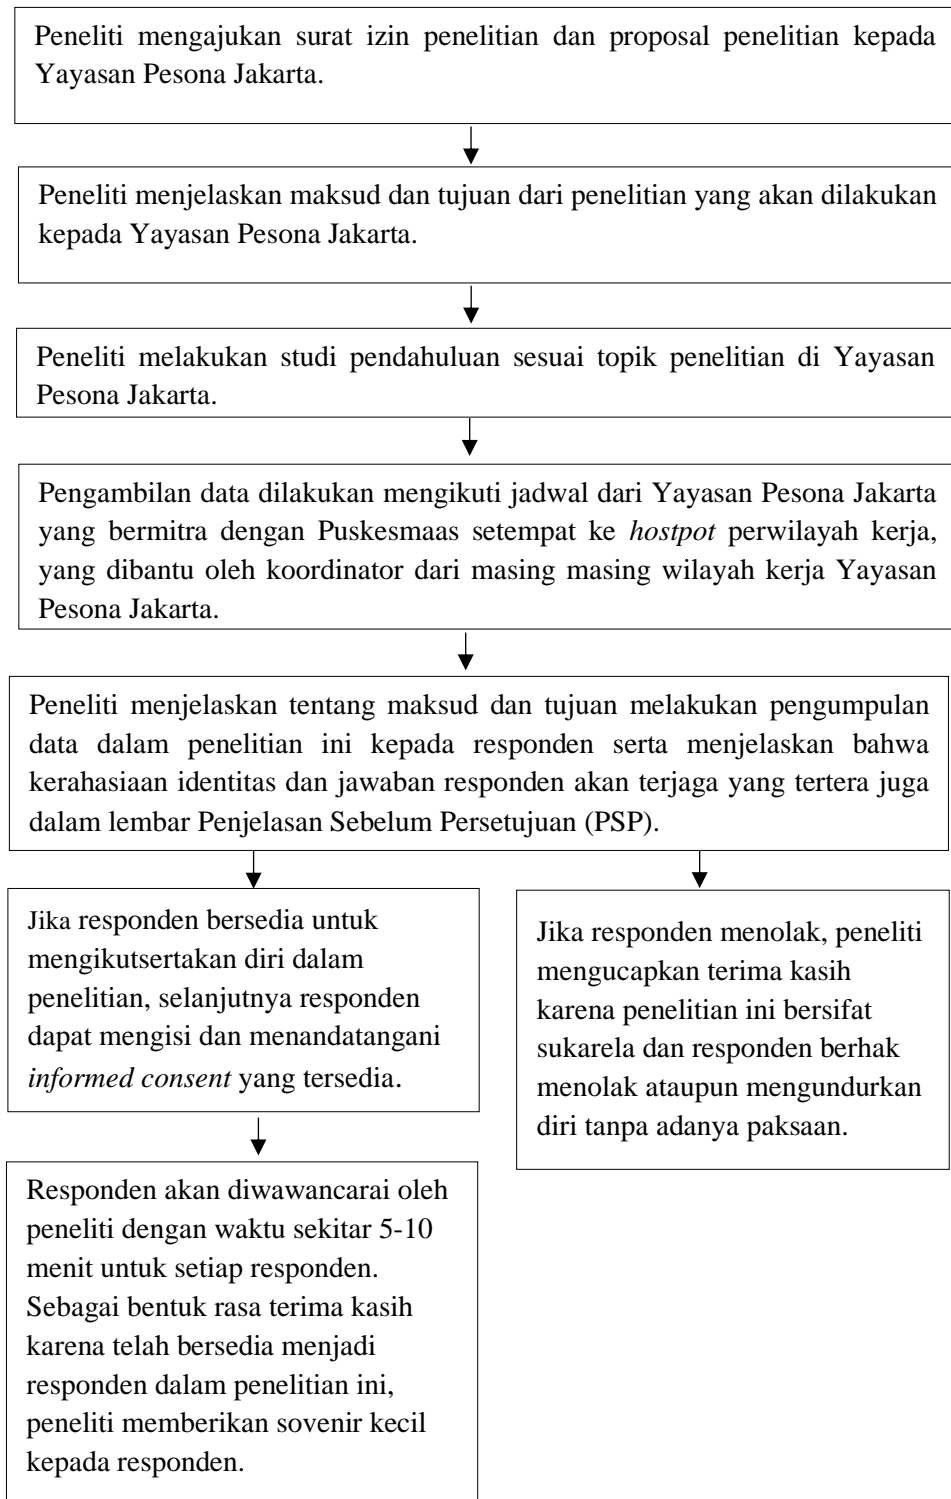 Peneliti mengajukan surat izin penelitian dan proposal penelitian kepada
Yayasan Pesona Jakarta.
Peneliti menjelaskan maksud dan tujuan dari penelitian yang akan dilakukan
kepada Yayasan Pesona Jakarta.
Peneliti melakukan studi pendahuluan sesuai topik penelitian di Yayasan
Pesona Jakarta.
Pengambilan data dilakukan mengikuti jadwal dari Yayasan Pesona Jakarta
yang bermitra dengan Puskesmaas setempat ke hostpot perwilayah kerja,
yang dibantu oleh koordinator dari masing masing wilayah kerja Yayasan
Pesona Jakarta.
Peneliti menjelaskan tentang maksud dan tujuan melakukan pengumpulan
data dalam penelitian ini kepada responden serta menjelaskan bahwa
kerahasiaan identitas dan jawaban responden akan terjaga yang tertera juga
dalam lembar Penjelasan Sebelum Persetujuan (PSP).
Jika responden bersedia untuk
mengikutsertakan diri dalam
penelitian, selanjutnya responden
dapat mengisi dan menandatangani
informed consent yang tersedia.
Jika responden menolak, peneliti
mengucapkan terima kasih
karena penelitian ini bersifat
sukarela dan responden berhak
menolak ataupun mengundurkan
diri tanpa adanya paksaan.
Responden akan diwawancarai oleh
peneliti dengan waktu sekitar 5-10
menit untuk setiap responden.
Sebagai bentuk rasa terima kasih
karena telah bersedia menjadi
responden dalam penelitian ini,
peneliti memberikan sovenir kecil
kepada responden.